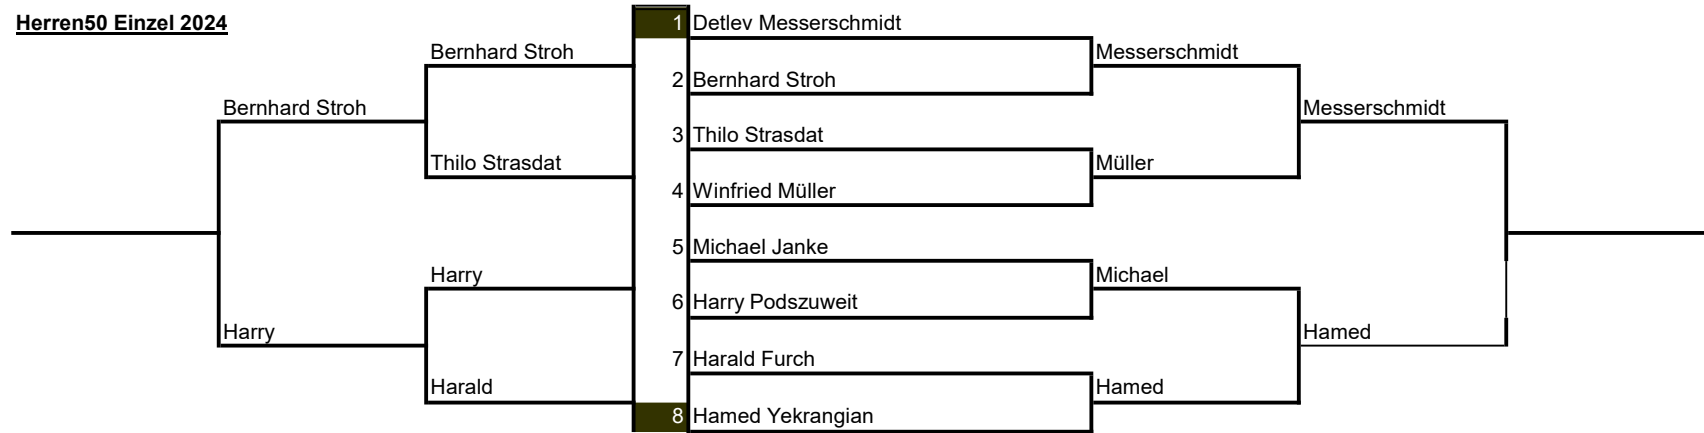 Herren50 Einzel 2024
1 Detlev Messerschmidt
Bernhard Stroh
Messerschmidt
2 Bernhard Stroh
Bernhard Stroh
Messerschmidt
3 Thilo Strasdat
Thilo Strasdat
Müller
4 Winfried Müller
5 Michael Janke
Harry
Michael
6 Harry Podszuweit
Harry
Hamed
7 Harald Furch
Harald
Hamed
8 Hamed Yekrangian